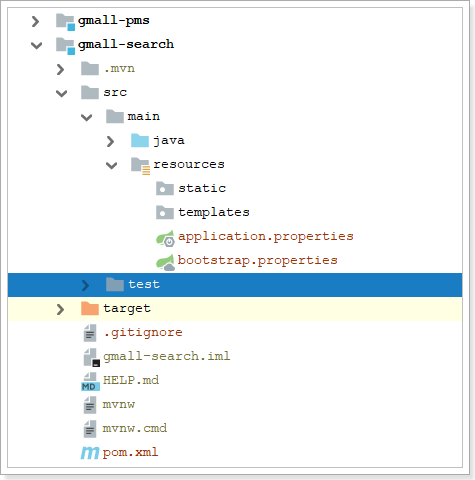 gmall-pms
gmall-search
.mvn
src
main
java
resources
static
templates
application.properties
bootstrap.properties
test
target
.gitignore
gmall-search.iml
MD HELP.md
mvnw
mvnw.cmd
m pom.xml